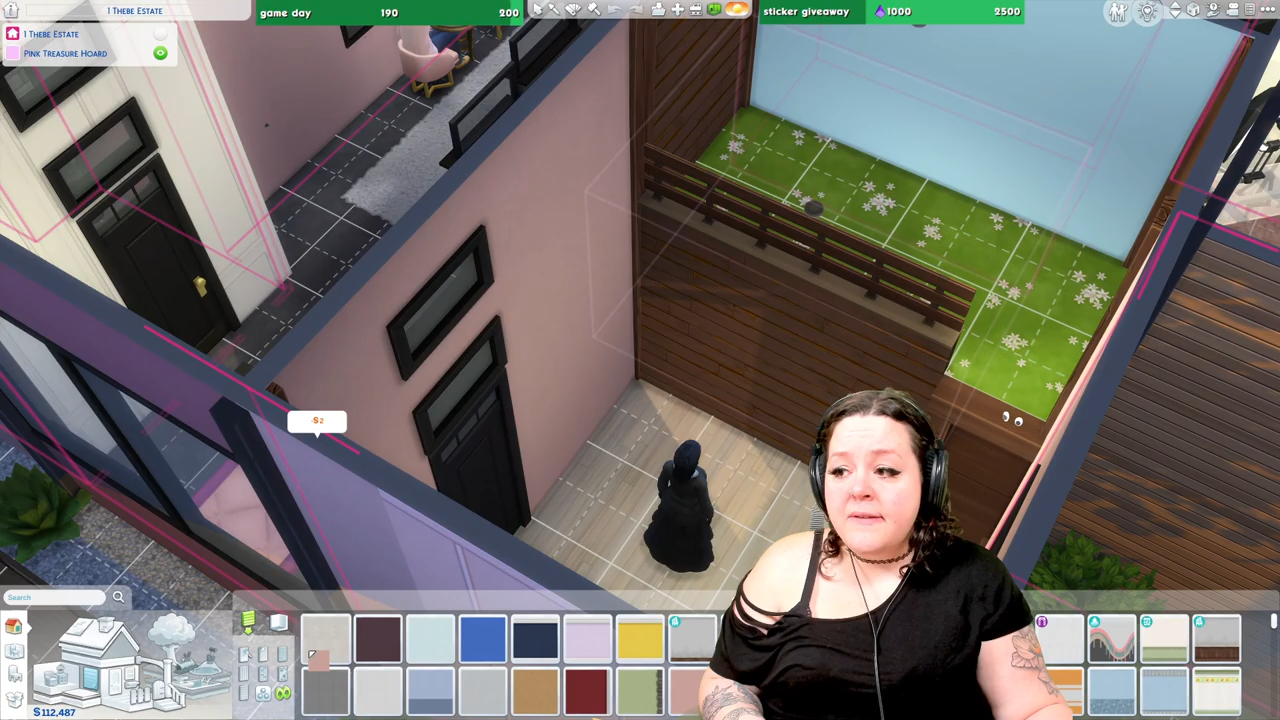 1 Thebe Estate
game day 190 200
sticker giveaway 1000 2500
1 Thebe Estate
Pink Treasure Hoard
-§2
Search
§112,487